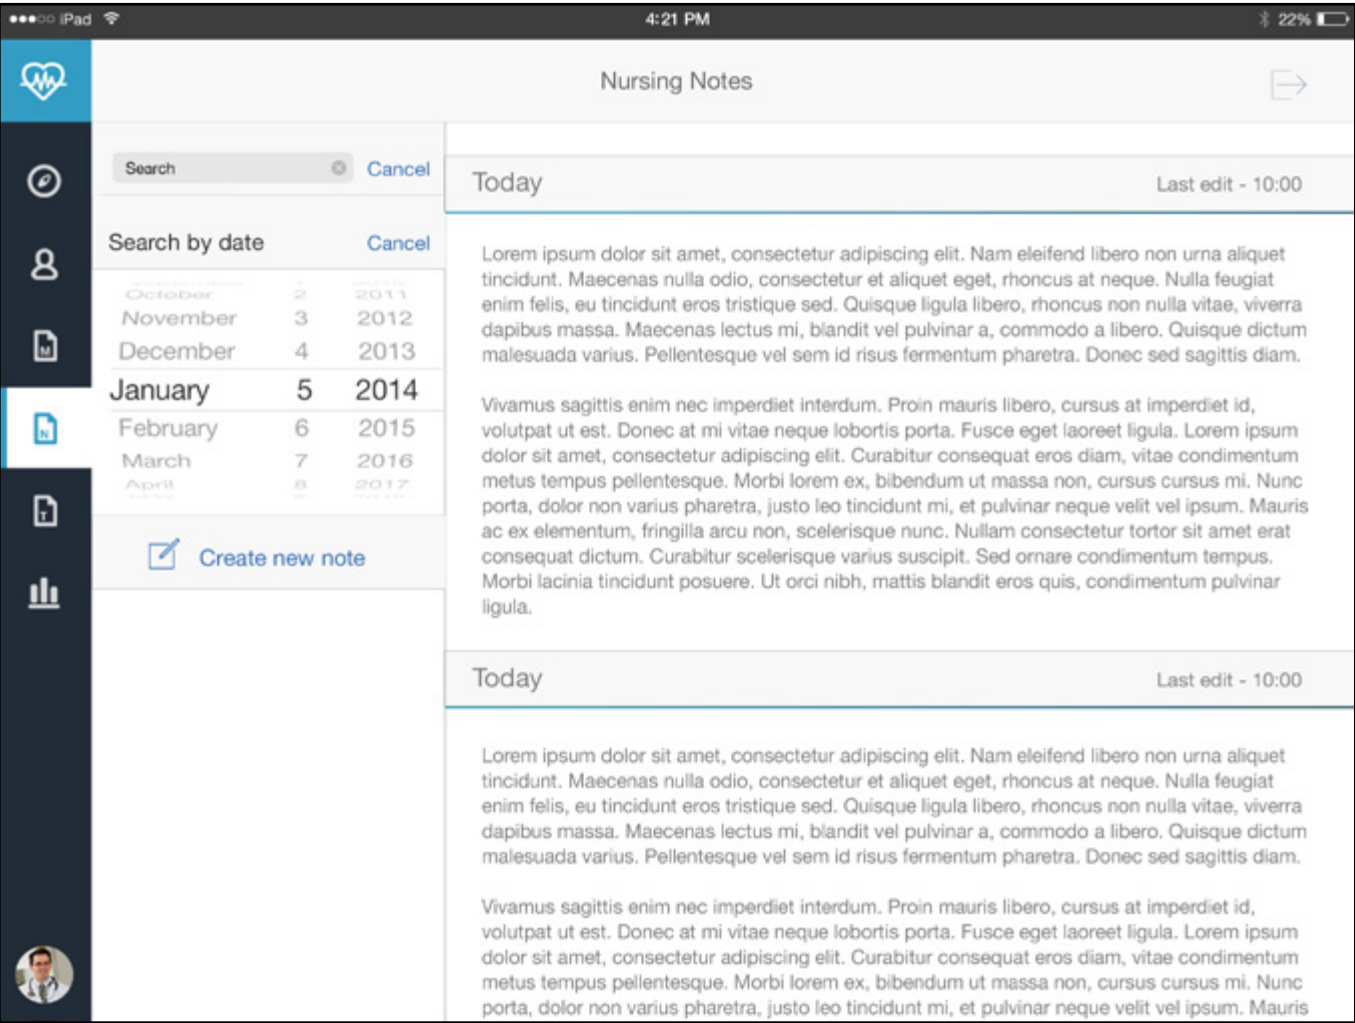 iPad
4:21 PM
22%
Nursing Notes
Search
Cancel
Search by date
Cancel
October 2 2011
November 3 2012
December 4 2013
January 5 2014
February 6 2015
March 7 2016
April 8 2017
Create new note
Today
Last edit - 10:00
Lorem ipsum dolor sit amet, consectetur adipiscing elit. Nam eleifend libero non urna aliquet
tincidunt. Maecenas nulla odio, consectetur et aliquet eget, rhoncus at neque. Nulla feugiat
enim felis, eu tincidunt eros tristique sed. Quisque ligula libero, rhoncus non nulla vitae, viverra
dapibus massa. Maecenas lectus mi, blandit vel pulvinar a, commodo a libero. Quisque dictum
malesuada varius. Pellentesque vel sem id risus fermentum pharetra. Donec sed sagittis diam.
Vivamus sagittis enim nec imperdiet interdum. Proin mauris libero, cursus at imperdiet id,
volutpat ut est. Donec at mi vitae neque lobortis porta. Fusce eget laoreet ligula. Lorem ipsum
dolor sit amet, consectetur adipiscing elit. Curabitur consequat eros diam, vitae condimentum
metus tempus pellentesque. Morbi lorem ex, bibendum ut massa non, cursus cursus mi. Nunc
porta, dolor non varius pharetra, justo leo tincidunt mi, et pulvinar neque velit vel ipsum. Mauris
ac ex elementum, fringilla arcu non, scelerisque nunc. Nullam consectetur tortor sit amet erat
consequat dictum. Curabitur scelerisque varius suscipit. Sed ornare condimentum tempus.
Morbi lacinia tincidunt posuere. Ut orci nibh, mattis blandit eros quis, condimentum pulvinar
ligula.
Today
Last edit - 10:00
Lorem ipsum dolor sit amet, consectetur adipiscing elit. Nam eleifend libero non urna aliquet
tincidunt. Maecenas nulla odio, consectetur et aliquet eget, rhoncus at neque. Nulla feugiat
enim felis, eu tincidunt eros tristique sed. Quisque ligula libero, rhoncus non nulla vitae, viverra
dapibus massa. Maecenas lectus mi, blandit vel pulvinar a, commodo a libero. Quisque dictum
malesuada varius. Pellentesque vel sem id risus fermentum pharetra. Donec sed sagittis diam.
Vivamus sagittis enim nec imperdiet interdum. Proin mauris libero, cursus at imperdiet id,
volutpat ut est. Donec at mi vitae neque lobortis porta. Fusce eget laoreet ligula. Lorem ipsum
dolor sit amet, consectetur adipiscing elit. Curabitur consequat eros diam, vitae condimentum
metus tempus pellentesque. Morbi lorem ex, bibendum ut massa non, cursus cursus mi. Nunc
porta, dolor non varius pharetra, justo leo tincidunt mi, et pulvinar neque velit vel ipsum. Mauris
M
N
T